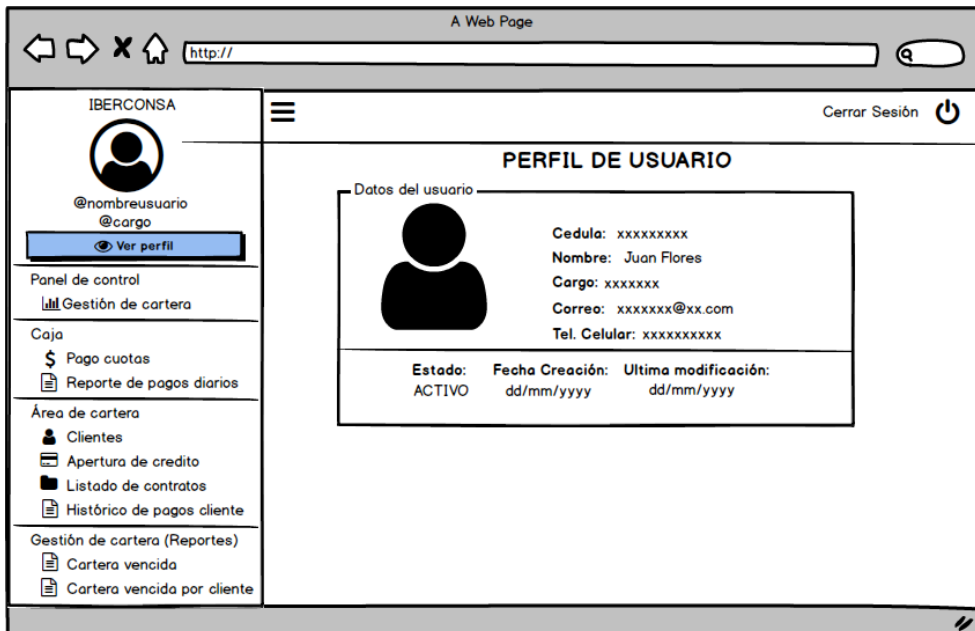 A Web Page
http://
IBERCONSA
@nombreusuario
@cargo
Ver perfil
Panel de control
Gestión de cartera
Caja
Pago cuotas
Reporte de pagos diarios
Área de cartera
Clientes
Apertura de credito
Listado de contratos
Histórico de pagos cliente
Gestión de cartera (Reportes)
Cartera vencida
Cartera vencida por cliente
Cerrar Sesión
PERFIL DE USUARIO
Datos del usuario
Cedula: xxxxxxxxx
Nombre: Juan Flores
Cargo: xxxxxxx
Correo: xxxxxxx@xx.com
Tel. Celular: xxxxxxxxxx
Estado: Fecha Creación: Ultima modificación:
ACTIVO dd/mm/yyyy dd/mm/yyyy